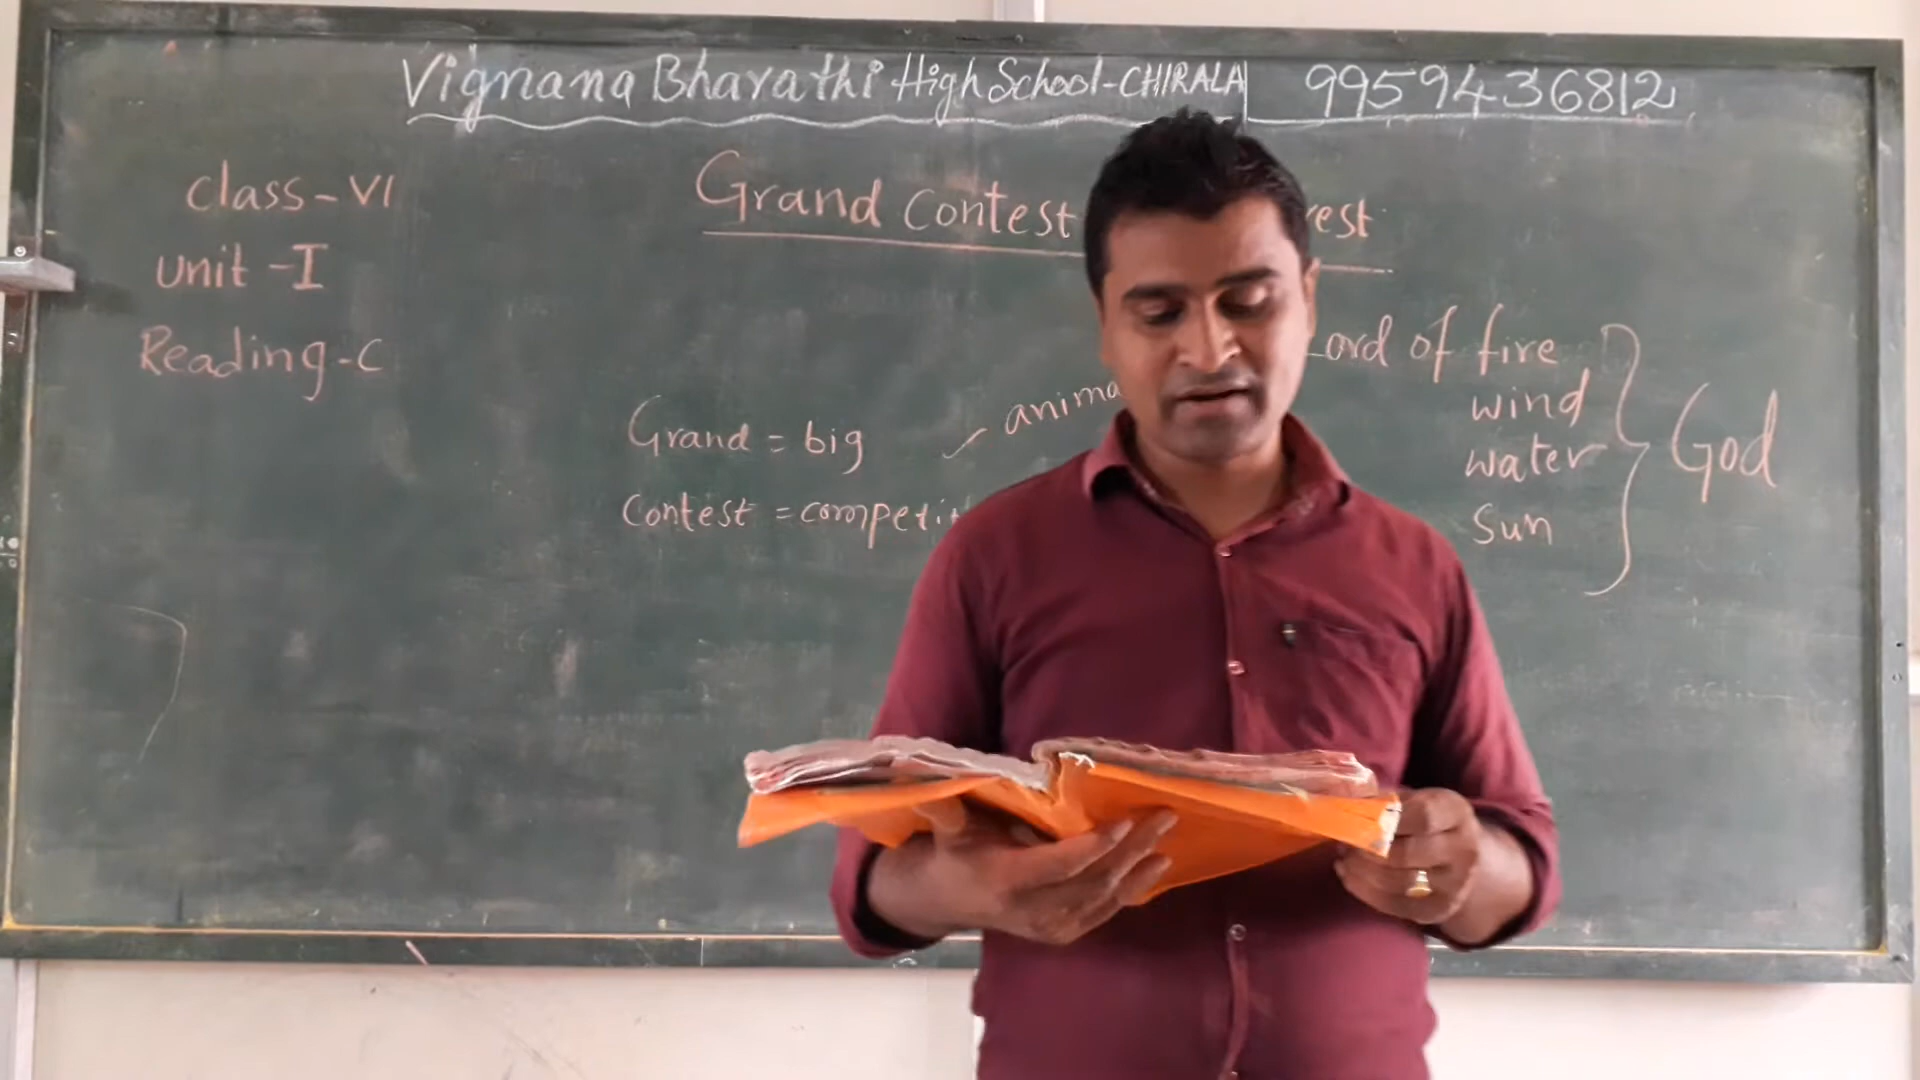 Vignana Bharathi High School-CHIRALA 9959436812
class-VI
Grand Contest
unit -I
Reading-C
ord of fire
wind
water
Sun
God
Grand = big
Contest =competit